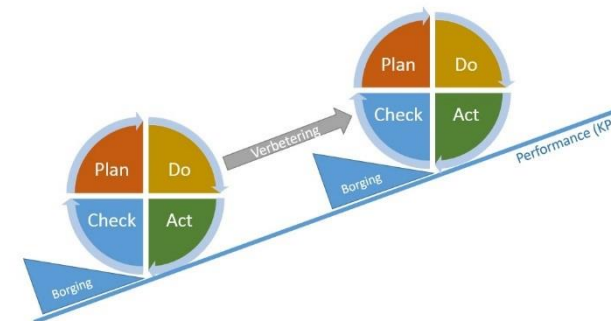 Plan Do
Check Act
Borging
Verbetering
Plan Do
Check Act
Borging
Performance (KP